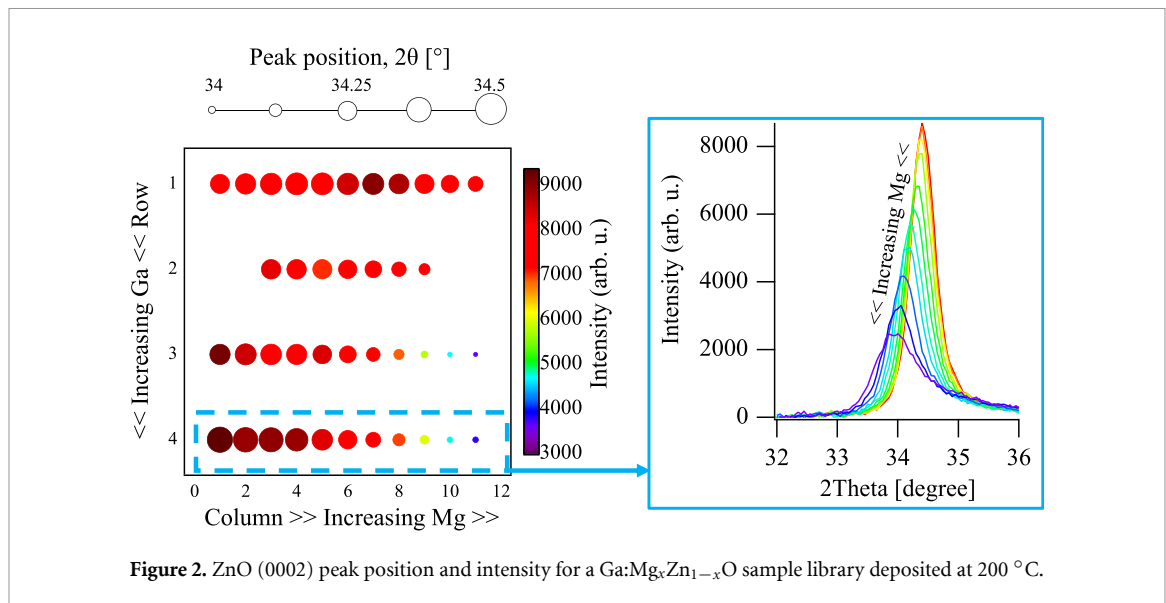 Peak position, 2θ [°]
34 34.25 34.5
<< Increasing Ga << Row
1
2
3
4
0 2 4 6 8 10 12
Column >> Increasing Mg >>
9000
8000
7000
6000
9000
5000
4000
3000
Intensity (arb. u.)
8000
6000
4000
2000
0
Intensity (arb. u.)
<< Increasing Mg <<
32 33 34 35 36
2Theta [degree]
Figure 2. ZnO (0002) peak position and intensity for a Ga:MgxZn1−xO sample library deposited at 200 °C.